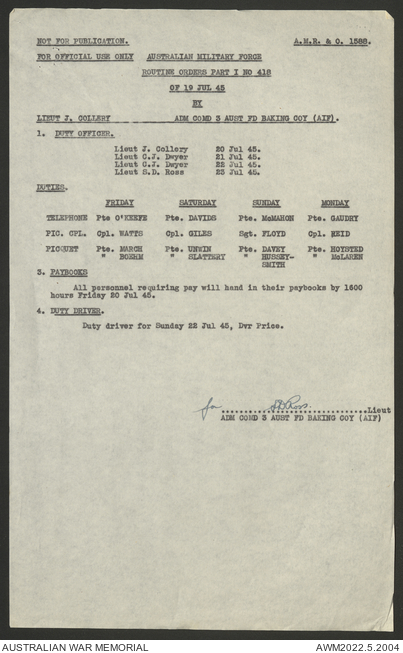 NOT FOR PUBLICATION. A.M.R. & O. 1588.
FOR OFFICIAL USE ONLY AUSTRALIAN MILITARY FORCE
ROUTINE ORDERS PART I NO 418
OF 19 JUL 45
BY
LIEUT J. COLLERY ADM COMD 3 AUST FD BAKING COY (AIF).
1. DUTY OFFICER.
Lieut J. Collery 20 Jul 45.
Lieut C.J. Dwyer 21 Jul 45.
Lieut C.J. Dwyer 22 Jul 45.
Lieut S.D. Ross 23 Jul 45.
DUTIES.
FRIDAY SATURDAY SUNDAY MONDAY
TELEPHONE Pte O'KEEFE Pte. DAVIDS Pte. McMAHON Pte. GAUDRY
PIC. CPL. Cpl. WATTS Cpl. GILES Sgt. FLOYD Cpl. REID
PICQUET Pte. MARCH Pte. UNWIN Pte. DAVEY Pte. HOYSTED
" BOEHM " SLATTERY " HUSSEY- " McLAREN
SMITH
3. PAYBOOKS
All personnel requiring pay will hand in their paybooks by 1600
hours Friday 20 Jul 45.
4. DUTY DRIVER.
Duty driver for Sunday 22 Jul 45, Dvr Price.
for SDRoss. Lieut
ADM COMD 3 AUST FD BAKING COY (AIF)
AUSTRALIAN WAR MEMORIAL AWM2022.5.2004